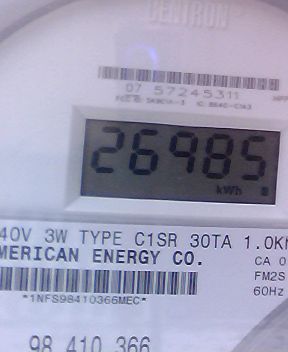 CENTRON®
07 57245311
26985
kWh
40V 3W TYPE C1SR 30TA 1.0Kh
MERICAN ENERGY CO.
CA 0
FM2S
60Hz
*1NFS98410366MEC*
98 410 366